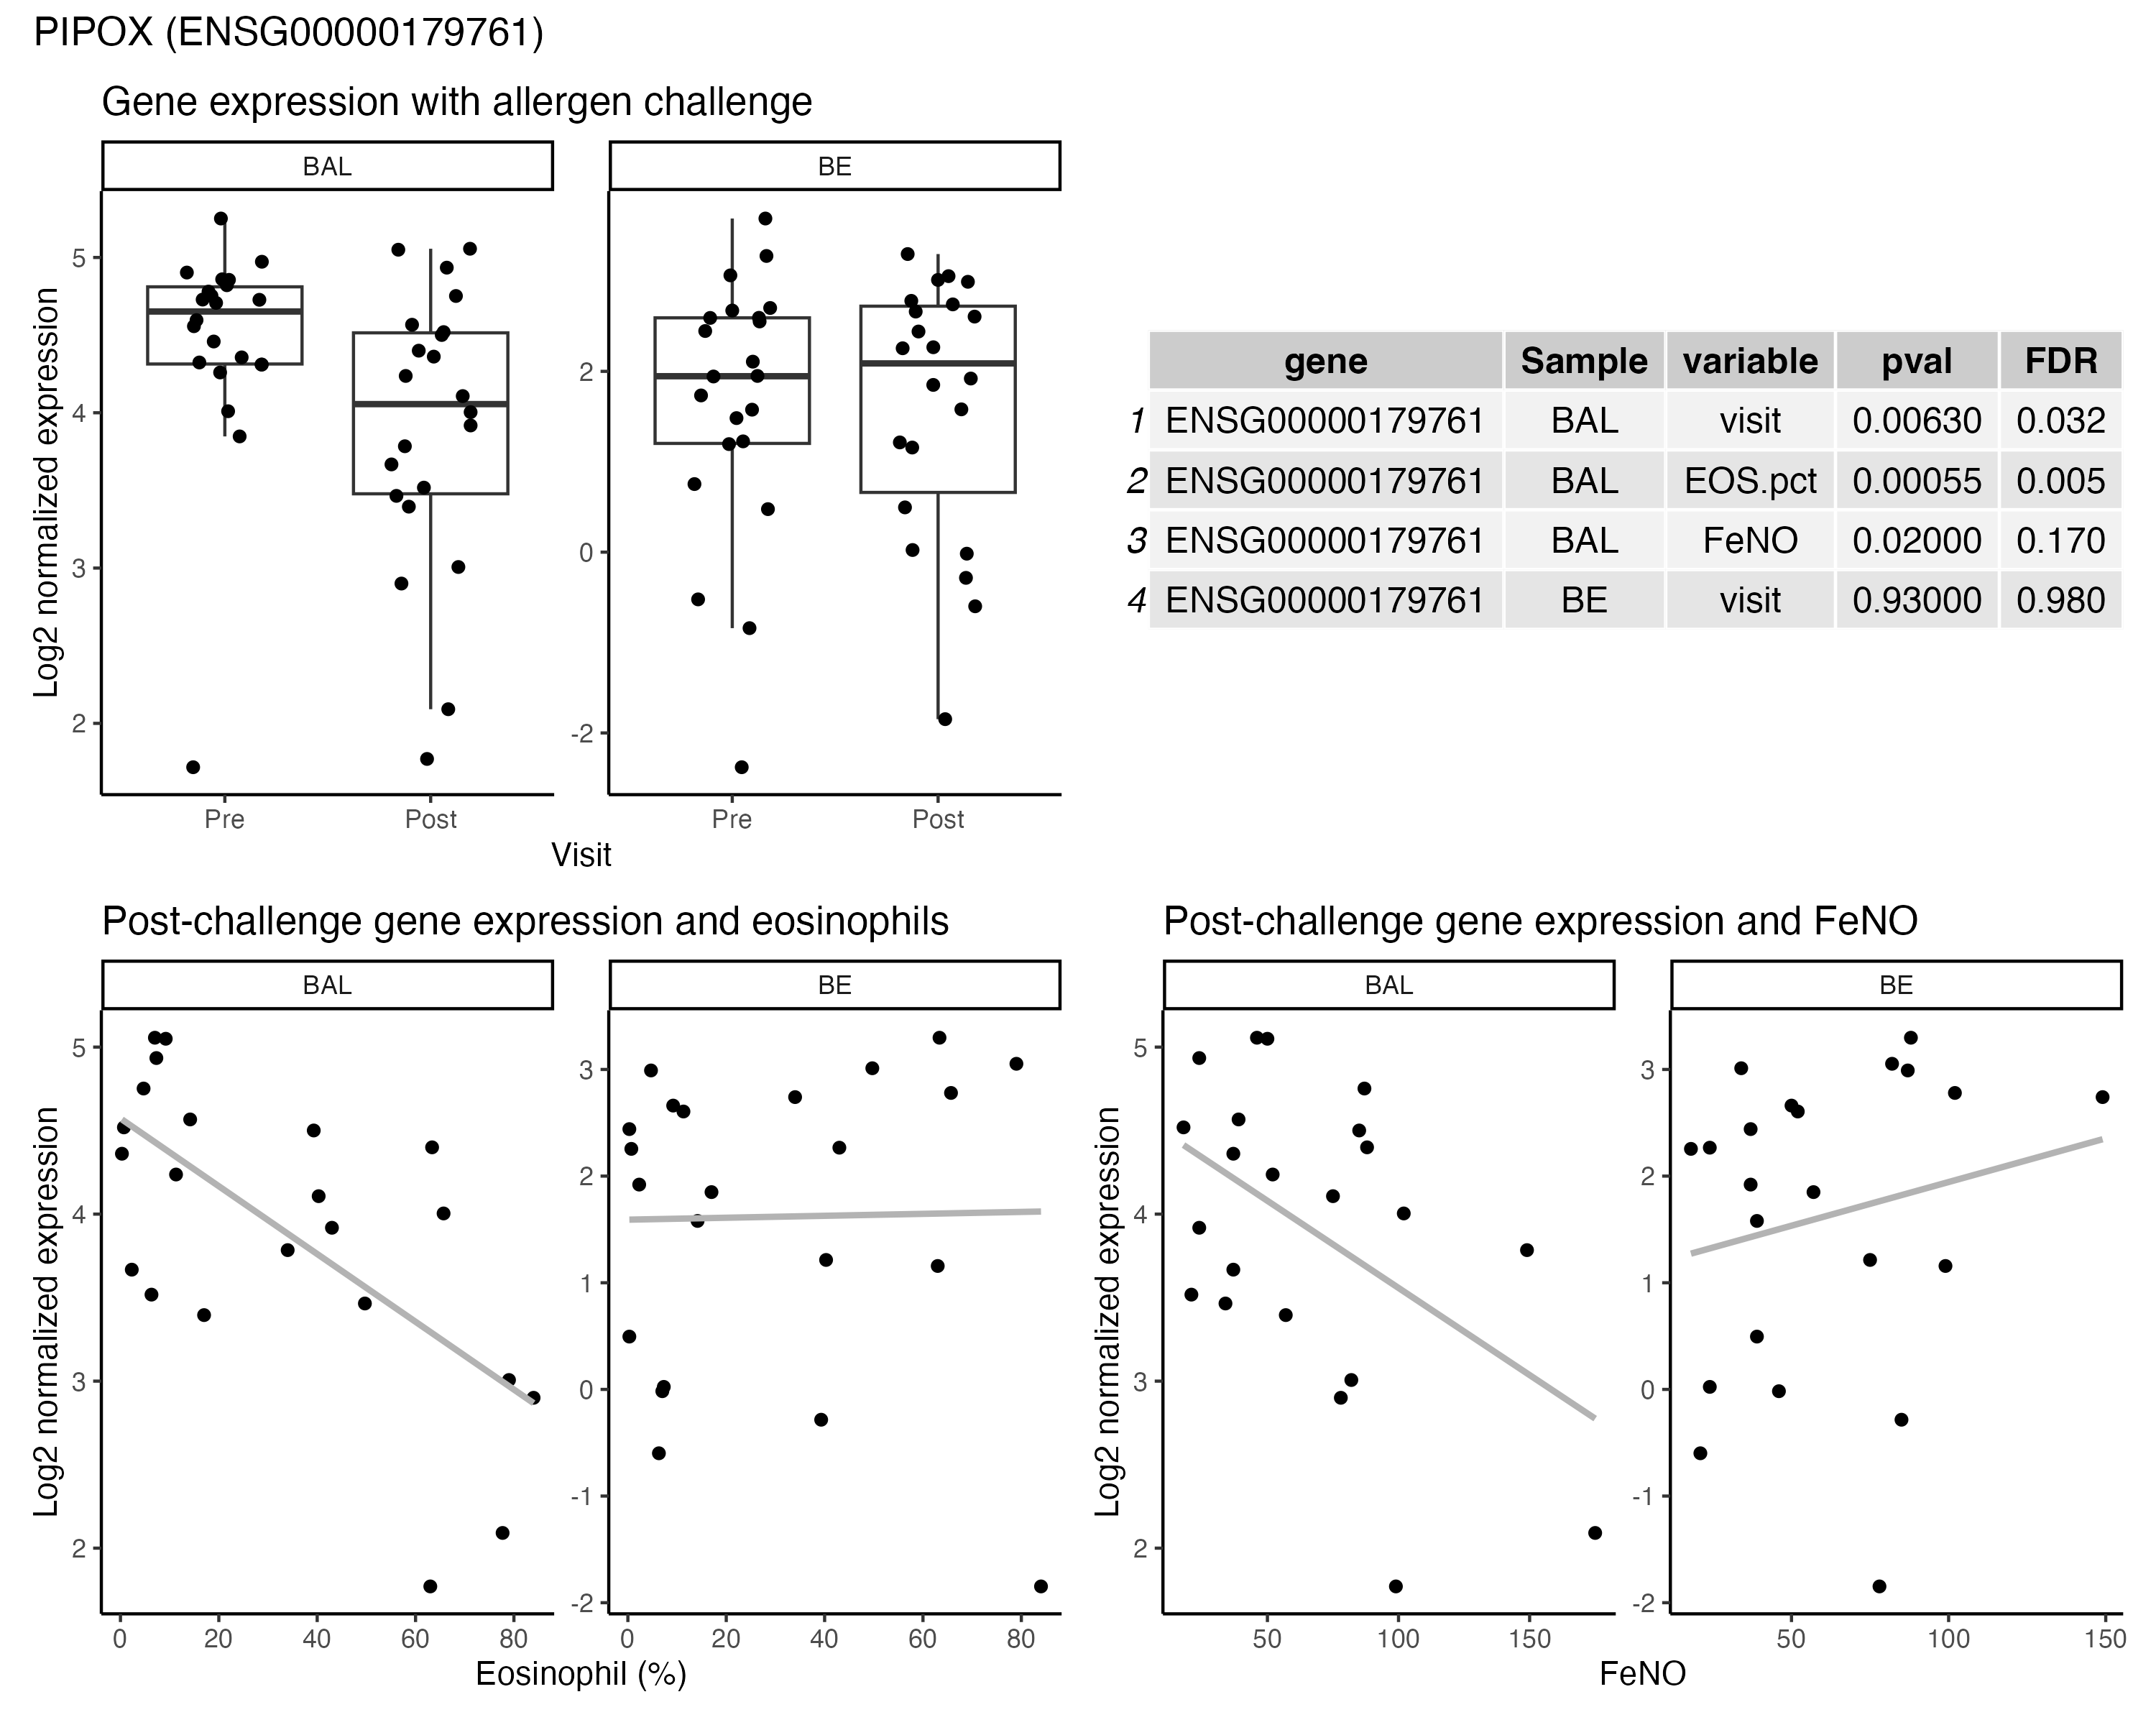 PIPOX (ENSG00000179761)
Gene expression with allergen challenge
BAL BE
Log2 normalized expression
5
4
3
2
2
0
-2
Pre Post Pre Post
Visit
gene Sample variable pval FDR
1 ENSG00000179761 BAL visit 0.00630 0.032
2 ENSG00000179761 BAL EOS.pct 0.00055 0.005
3 ENSG00000179761 BAL FeNO 0.02000 0.170
4 ENSG00000179761 BE visit 0.93000 0.980
Post-challenge gene expression and eosinophils
BAL BE
Log2 normalized expression
5
4
3
2
3
2
1
0
-1
-2
0 20 40 60 80 0 20 40 60 80
Eosinophil (%)
Post-challenge gene expression and FeNO
BAL BE
Log2 normalized expression
5
4
3
2
3
2
1
0
-1
-2
50 100 150 50 100 150
FeNO